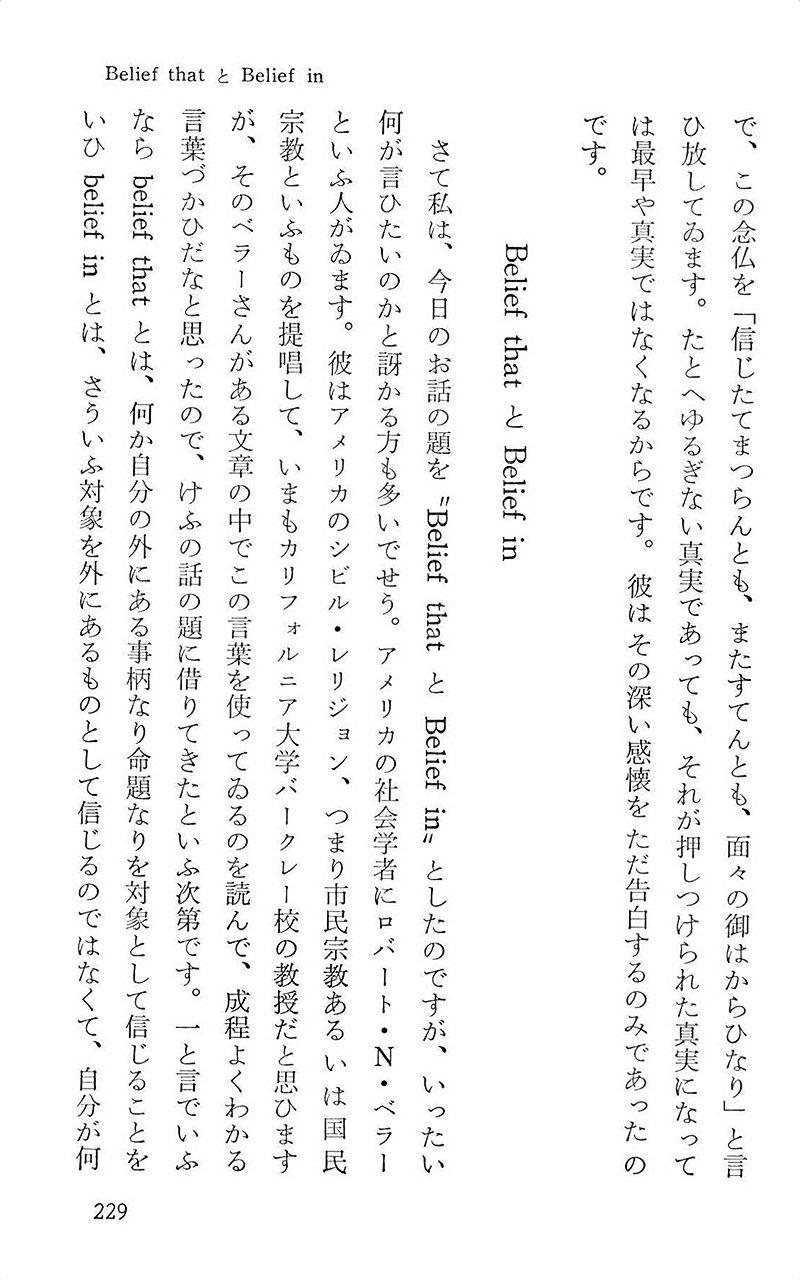 Belief that と Belief in
で、この念仏を「信じたてまつらんとも、またすてんとも、面々の御はからひなり」と言
ひ放してゐます。たとへゆるぎない真実であっても、それが押しつけられた真実になって
は最早や真実ではなくなるからです。彼はその深い感懐をただ告白するのみであったの
です。
Belief that と Belief in
さて私は、今日のお話の題を〝Belief that と Belief in〟としたのですが、いったい
何が言ひたいのかと訝かる方も多いでせう。アメリカの社会学者にロバート・N・ベラー
といふ人がゐます。彼はアメリカのシビル・レリジョン、つまり市民宗教あるいは国民
宗教といふものを提唱して、いまもカリフォルニア大学バークレー校の教授だと思ひます
が、そのベラーさんがある文章の中でこの言葉を使ってゐるのを読んで、成程よくわかる
言葉づかひだなと思ったので、けふの話の題に借りてきたといふ次第です。一と言でいふ
なら belief that とは、何か自分の外にある事柄なり命題なりを対象として信じることを
いひ belief in とは、さういふ対象を外にあるものとして信じるのではなくて、自分が何
229